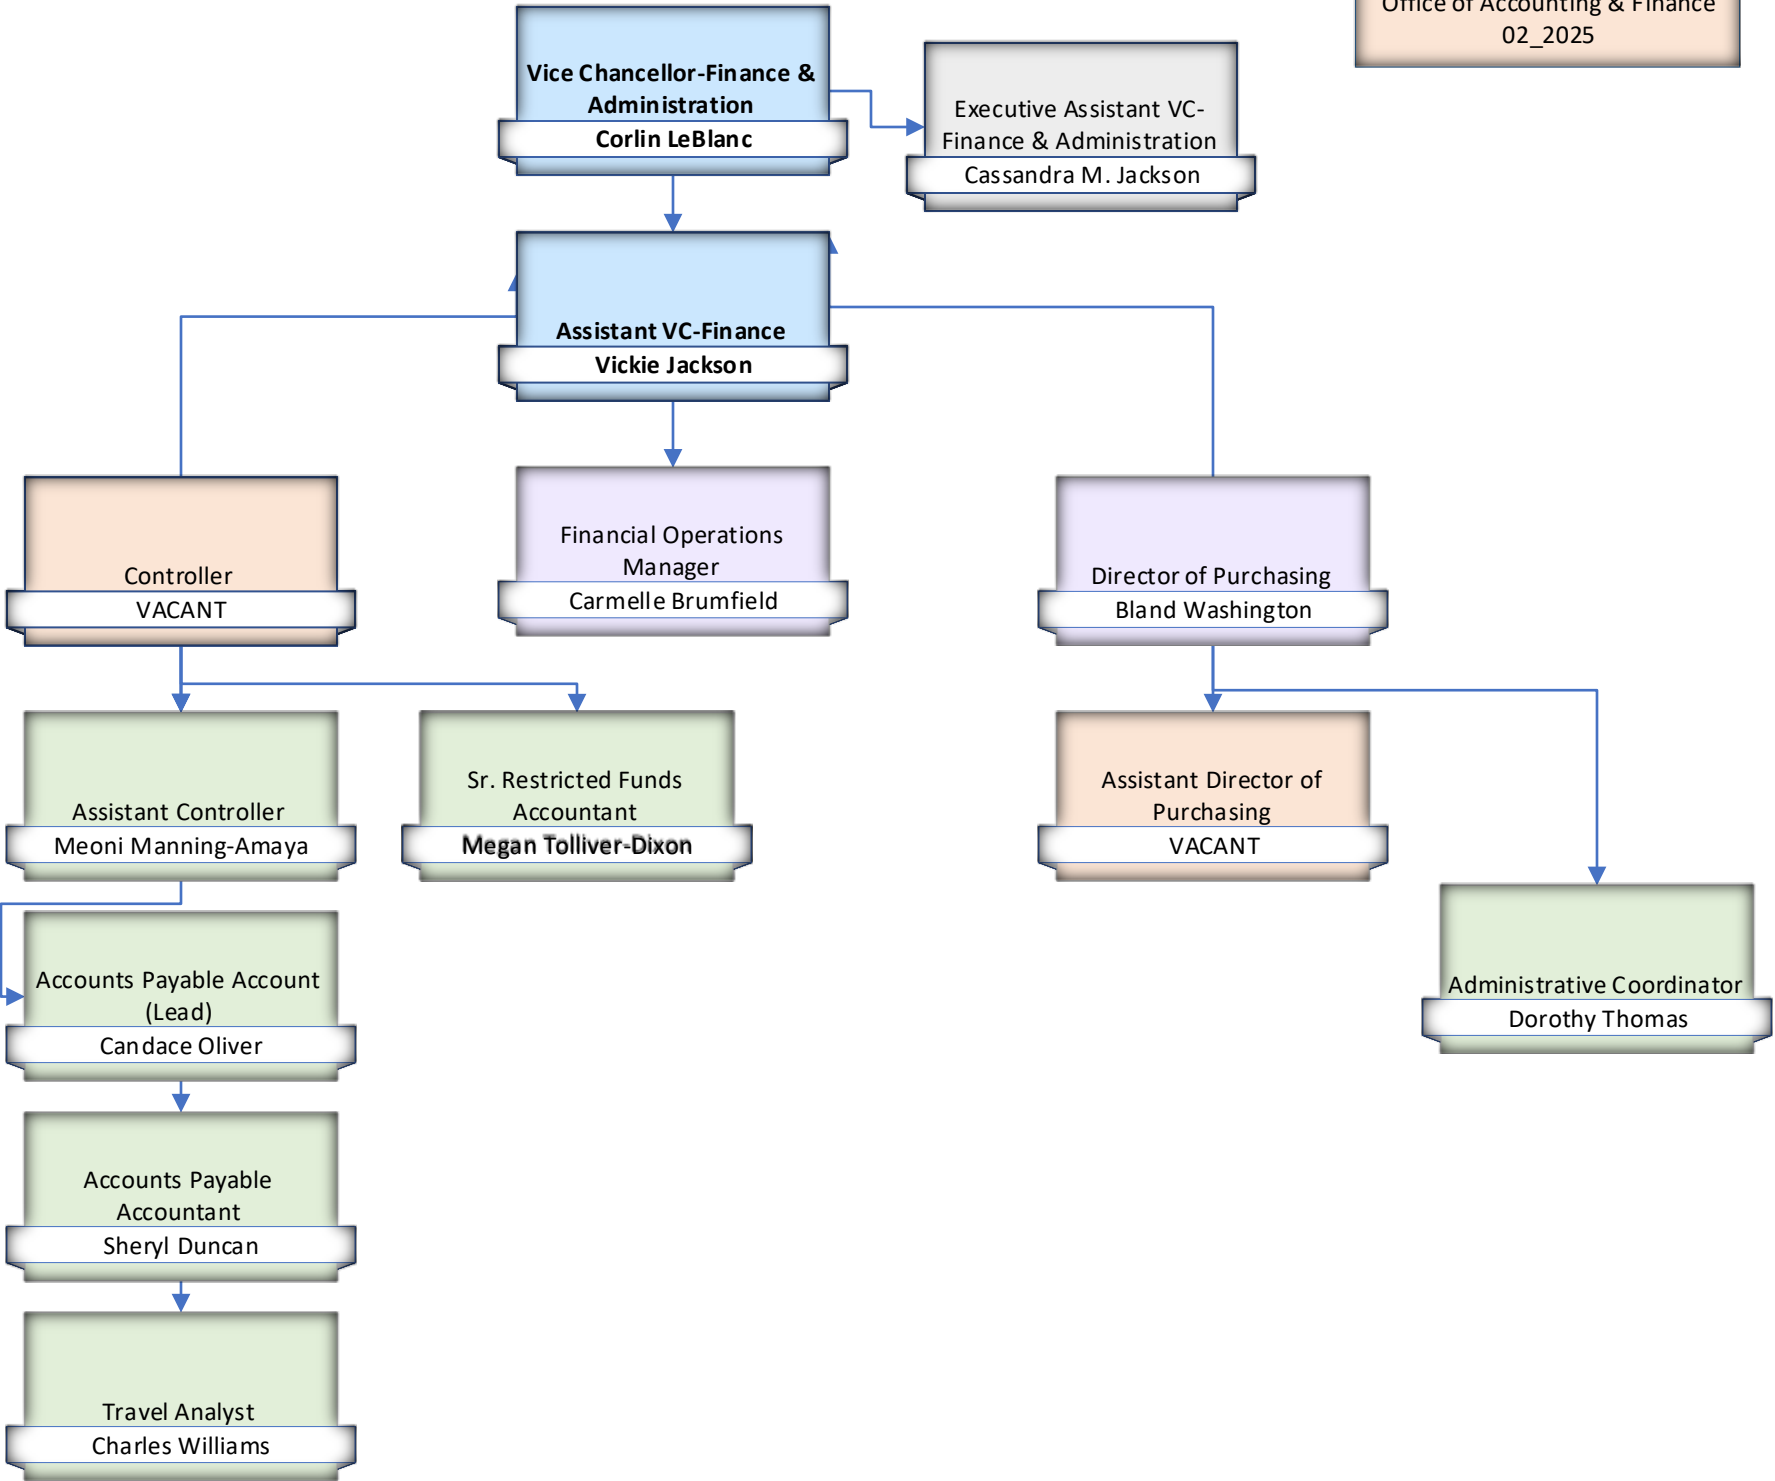 Office of Accounting & Finance
02_2025
Vice Chancellor-Finance &
Administration
Corlin LeBlanc
Executive Assistant VC-
Finance & Administration
Cassandra M. Jackson
Assistant VC-Finance
Vickie Jackson
Controller
VACANT
Financial Operations
Manager
Carmelle Brumfield
Director of Purchasing
Bland Washington
Assistant Controller
Meoni Manning-Amaya
Sr. Restricted Funds
Accountant
Megan Tolliver-Dixon
Assistant Director of
Purchasing
VACANT
Accounts Payable Account
(Lead)
Candace Oliver
Administrative Coordinator
Dorothy Thomas
Accounts Payable
Accountant
Sheryl Duncan
Travel Analyst
Charles Williams